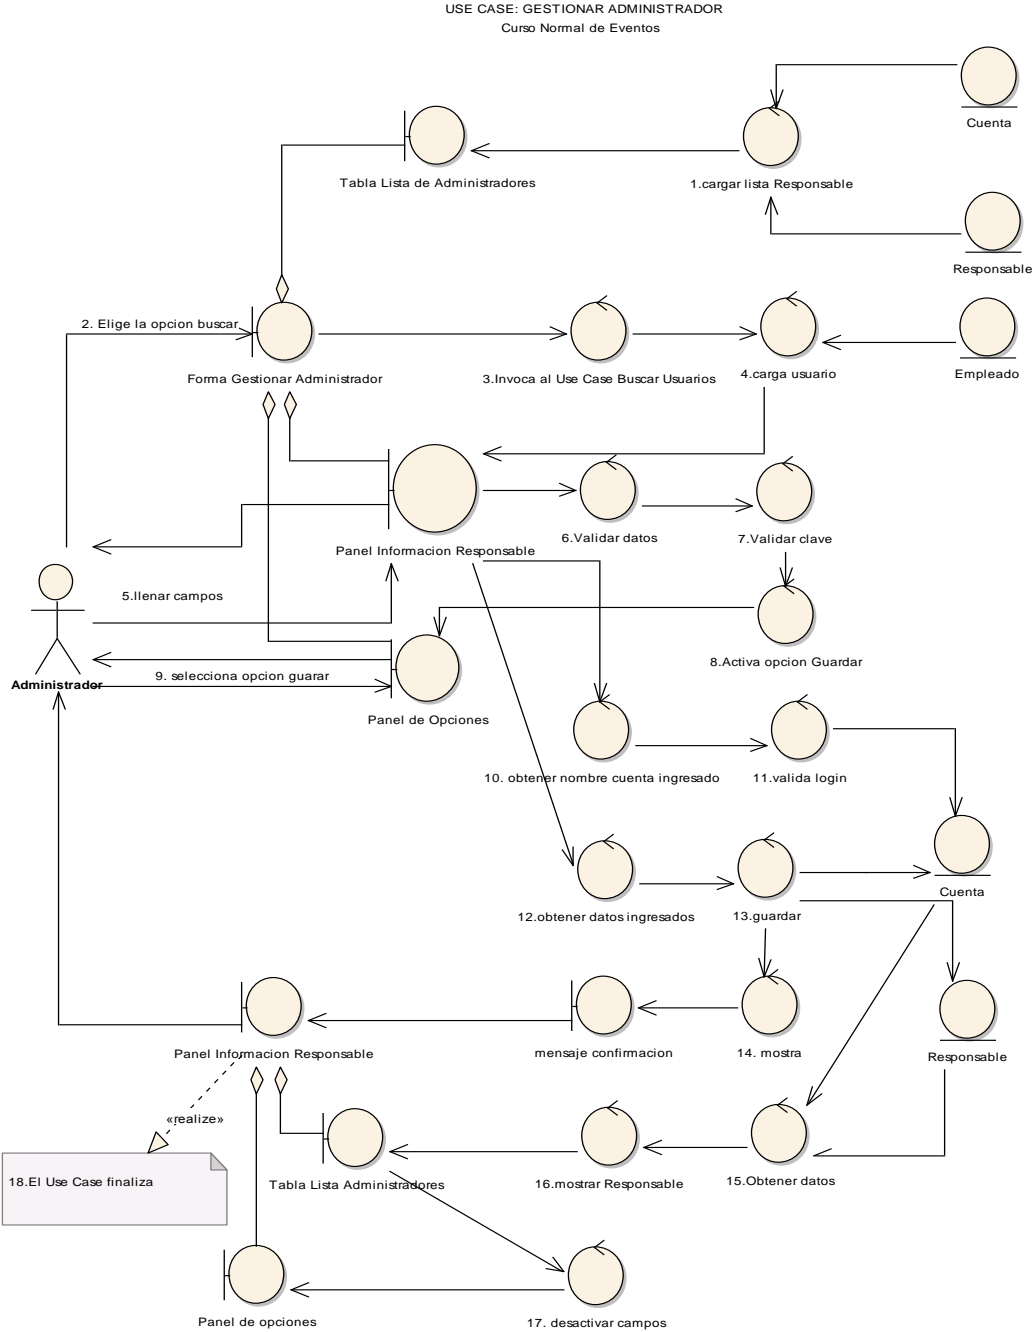 USE CASE: GESTIONAR ADMINISTRADOR
Curso Normal de Eventos
Cuenta
Tabla Lista de Administradores
1.cargar lista Responsable
Responsable
2. Elige la opcion buscar
Forma Gestionar Administrador
3.Invoca al Use Case Buscar Usuarios
4.carga usuario
Empleado
Panel Informacion Responsable
6.Validar datos
7.Validar clave
5.llenar campos
8.Activa opcion Guardar
9. selecciona opcion guarar
Administrador
Panel de Opciones
10. obtener nombre cuenta ingresado
11.valida login
Cuenta
12.obtener datos ingresados
13.guardar
Panel Informacion Responsable
mensaje confirmacion
14. mostra
Responsable
«realize»
18.El Use Case finaliza
Tabla Lista Administradores
16.mostrar Responsable
15.Obtener datos
Panel de opciones
17. desactivar campos